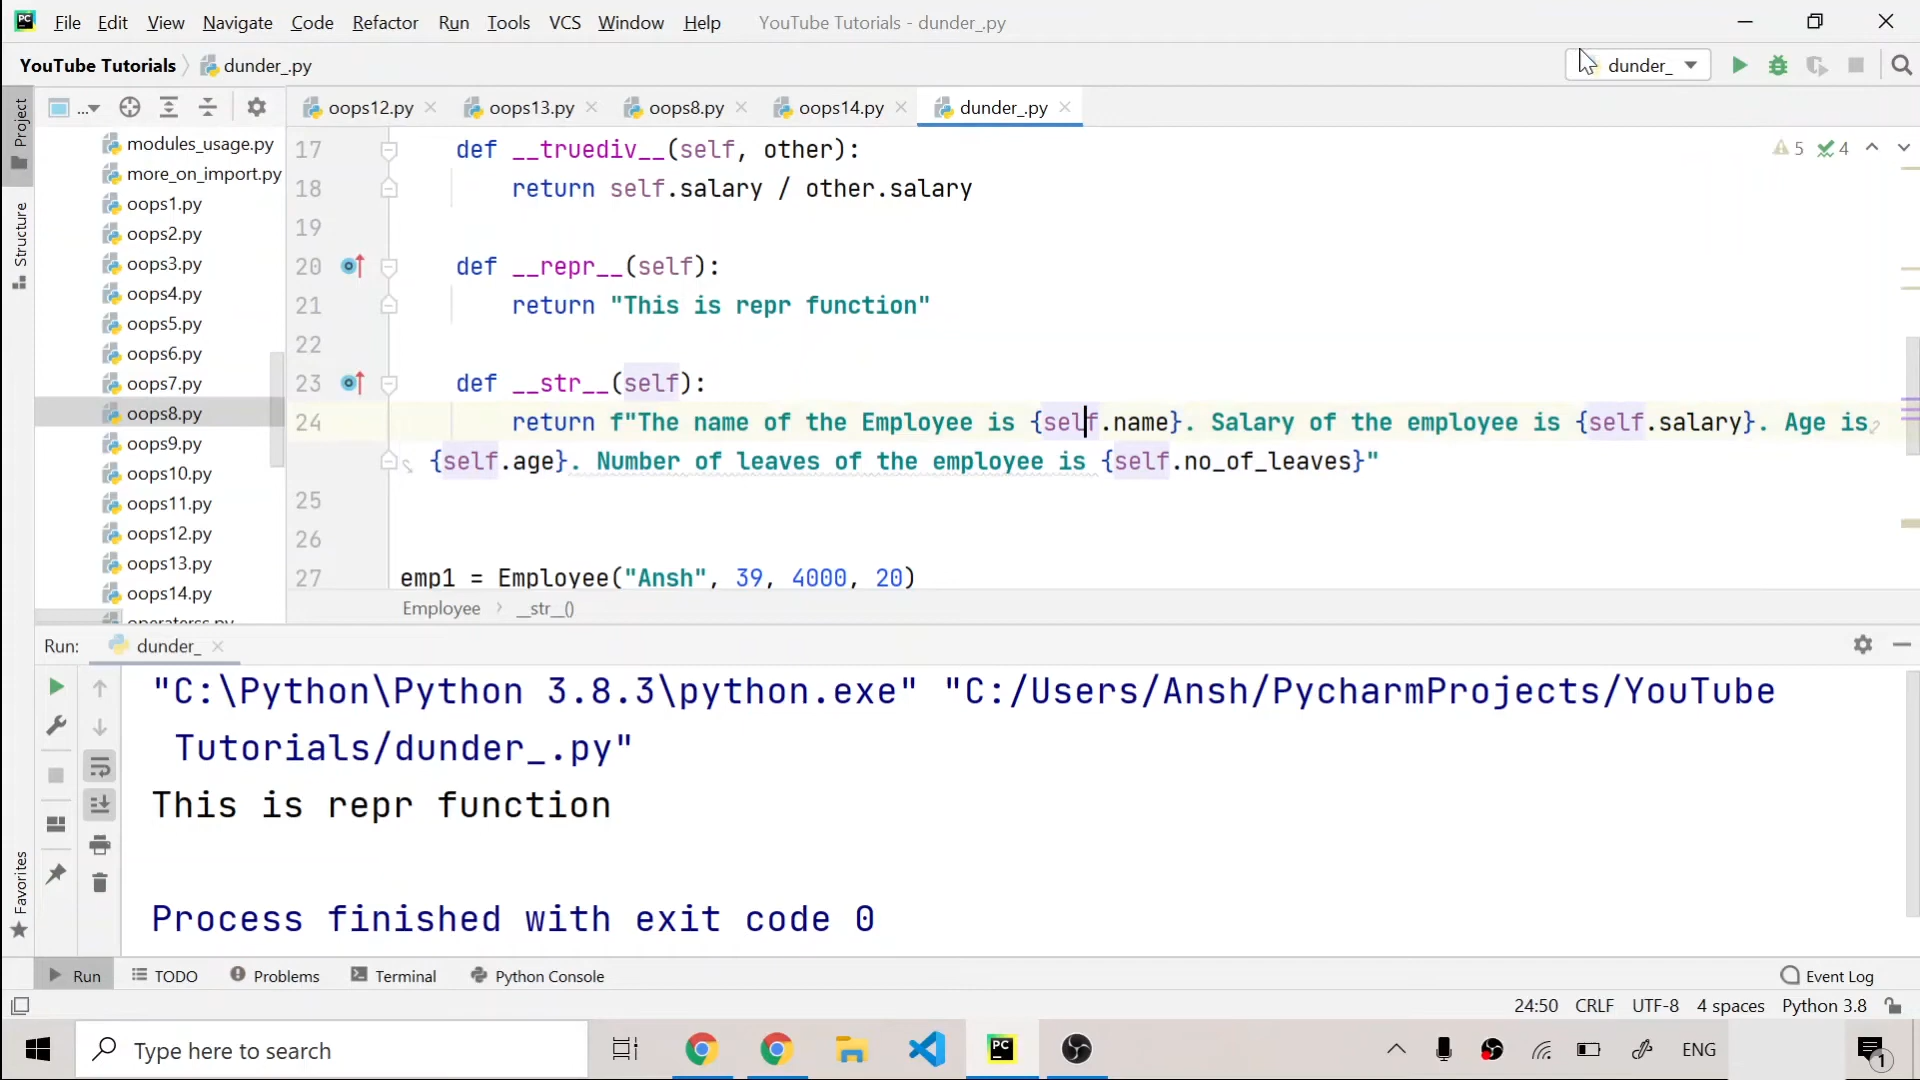 File Edit View Navigate Code Refactor Run Tools VCS Window Help YouTube Tutorials - dunder_.py
YouTube Tutorials dunder_.py dunder_
Project
Structure
Favorites
...
oops12.py oops13.py oops8.py oops14.py dunder_.py
modules_usage.py
more_on_import.py
oops1.py
oops2.py
oops3.py
oops4.py
oops5.py
oops6.py
oops7.py
oops8.py
oops9.py
oops10.py
oops11.py
oops12.py
oops13.py
oops14.py
operaterss.py
5 4
17 def __truediv__(self, other):
18 return self.salary / other.salary
19
20 def __repr__(self):
21 return "This is repr function"
22
23 def __str__(self):
24 return f"The name of the Employee is {self.name}. Salary of the employee is {self.salary}. Age is
{self.age}. Number of leaves of the employee is {self.no_of_leaves}"
25
26
27 emp1 = Employee("Ansh", 39, 4000, 20)
Employee __str__()
Run: dunder_
"C:\Python\Python 3.8.3\python.exe" "C:/Users/Ansh/PycharmProjects/YouTube
Tutorials/dunder_.py"
This is repr function
Process finished with exit code 0
Run TODO Problems Terminal Python Console Event Log
24:50 CRLF UTF-8 4 spaces Python 3.8
Type here to search PC ENG 1